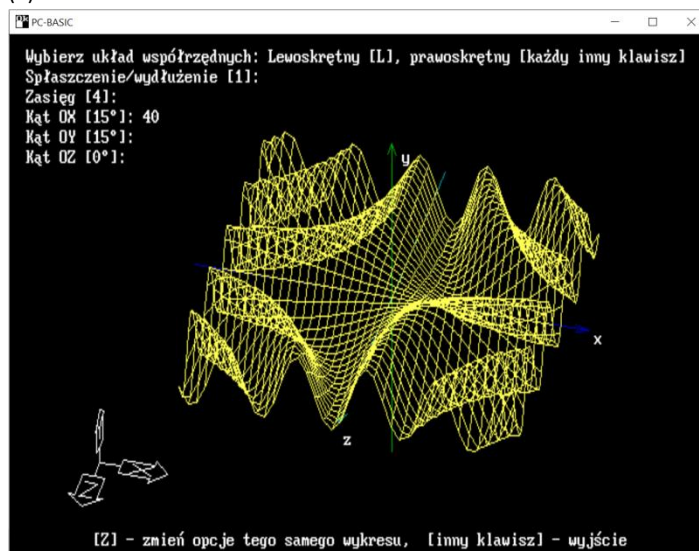 PC-BASIC
Wybierz układ współrzędnych: Lewoskrętny [L], prawoskrętny [każdy inny klawisz]
Spłaszczenie/wydłużenie [1]:
Zasięg [4]:
Kąt OX [15°]: 40
Kąt OY [15°]:
Kąt OZ [0°]:
y
x
z
Z
[Z] - zmień opcje tego samego wykresu, [inny klawisz] - wyjście